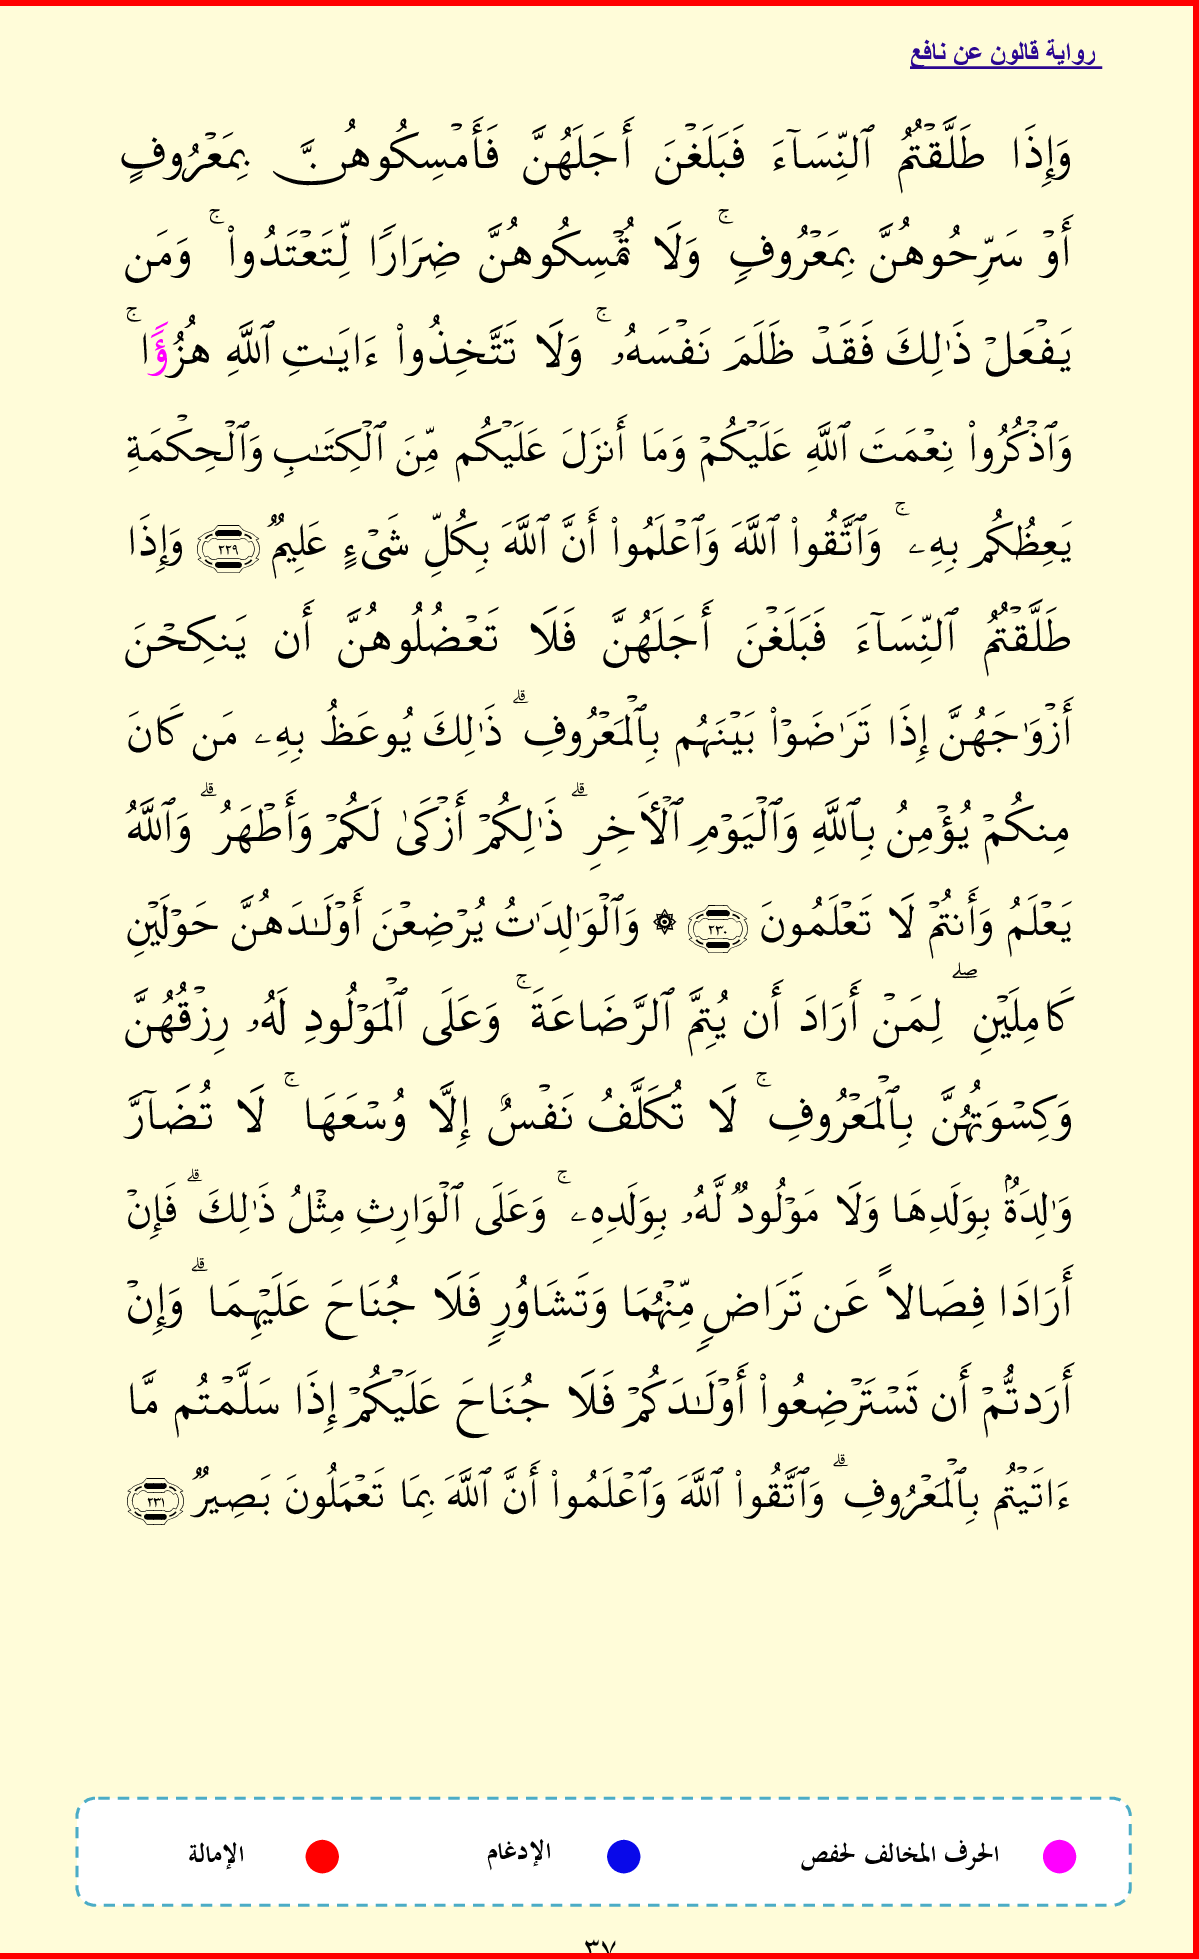 رواية قالون عن نافع
وَإِذَا طَلَّقْتُمُ ٱلنِّسَآءَ فَبَلَغْنَ أَجَلَهُنَّ فَأَمْسِكُوهُنَّ بِمَعْرُوفٍ
أَوْ سَرِّحُوهُنَّ بِمَعْرُوفٍ ۚ وَلَا تُمْسِكُوهُنَّ ضِرَارًا لِّتَعْتَدُوا۟ ۚ وَمَن
يَفْعَلْ ذَٰلِكَ فَقَدْ ظَلَمَ نَفْسَهُۥ ۚ وَلَا تَتَّخِذُوا۟ ءَايَـٰتِ ٱللَّهِ هُزُؤًا ۚ
وَٱذْكُرُوا۟ نِعْمَتَ ٱللَّهِ عَلَيْكُمْ وَمَا أَنزَلَ عَلَيْكُم مِّنَ ٱلْكِتَـٰبِ وَٱلْحِكْمَةِ
يَعِظُكُم بِهِۦ ۚ وَٱتَّقُوا۟ ٱللَّهَ وَٱعْلَمُوا۟ أَنَّ ٱللَّهَ بِكُلِّ شَىْءٍ عَلِيمٌ ٢٢٩ وَإِذَا
طَلَّقْتُمُ ٱلنِّسَآءَ فَبَلَغْنَ أَجَلَهُنَّ فَلَا تَعْضُلُوهُنَّ أَن يَنكِحْنَ
أَزْوَٰجَهُنَّ إِذَا تَرَٰضَوْا۟ بَيْنَهُم بِٱلْمَعْرُوفِ ۗ ذَٰلِكَ يُوعَظُ بِهِۦ مَن كَانَ
مِنكُمْ يُؤْمِنُ بِٱللَّهِ وَٱلْيَوْمِ ٱلْأَخِرِ ۗ ذَٰلِكُمْ أَزْكَىٰ لَكُمْ وَأَطْهَرُ ۗ وَٱللَّهُ
يَعْلَمُ وَأَنتُمْ لَا تَعْلَمُونَ ٢٣٠ ۞ وَٱلْوَٰلِدَٰتُ يُرْضِعْنَ أَوْلَـٰدَهُنَّ حَوْلَيْنِ
كَامِلَيْنِ ۖ لِمَنْ أَرَادَ أَن يُتِمَّ ٱلرَّضَاعَةَ ۚ وَعَلَى ٱلْمَوْلُودِ لَهُۥ رِزْقُهُنَّ
وَكِسْوَتُهُنَّ بِٱلْمَعْرُوفِ ۚ لَا تُكَلَّفُ نَفْسٌ إِلَّا وُسْعَهَا ۚ لَا تُضَآرَّ
وَٰلِدَةٌ بِوَلَدِهَا وَلَا مَوْلُودٌ لَّهُۥ بِوَلَدِهِۦ ۚ وَعَلَى ٱلْوَارِثِ مِثْلُ ذَٰلِكَ ۗ فَإِنْ
أَرَادَا فِصَالاً عَن تَرَاضٍ مِّنْهُمَا وَتَشَاوُرٍ فَلَا جُنَاحَ عَلَيْهِمَا ۗ وَإِنْ
أَرَدتُّمْ أَن تَسْتَرْضِعُوا۟ أَوْلَـٰدَكُمْ فَلَا جُنَاحَ عَلَيْكُمْ إِذَا سَلَّمْتُم مَّا
ءَاتَيْتُم بِٱلْمَعْرُوفِ ۗ وَٱتَّقُوا۟ ٱللَّهَ وَٱعْلَمُوا۟ أَنَّ ٱللَّهَ بِمَا تَعْمَلُونَ بَصِيرٌ ٢٣١
الحرف المخالف لحفص الإدغام الإمالة
٣٧